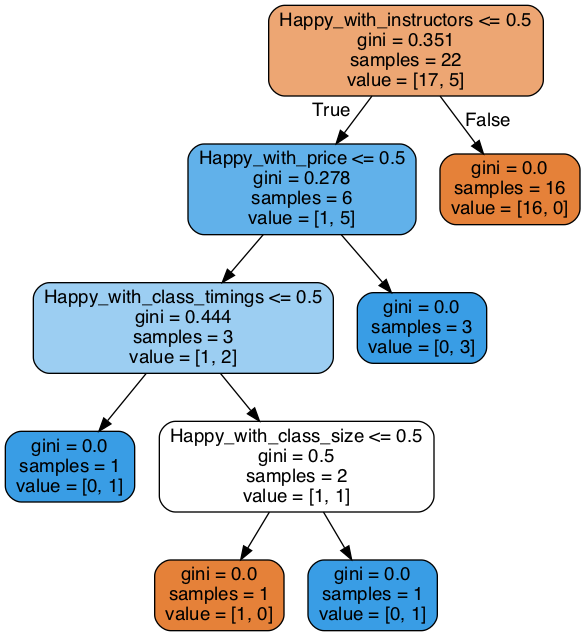 Happy_with_instructors <= 0.5
gini = 0.351
samples = 22
value = [17, 5]
True
False
Happy_with_price <= 0.5
gini = 0.278
samples = 6
value = [1, 5]
gini = 0.0
samples = 16
value = [16, 0]
Happy_with_class_timings <= 0.5
gini = 0.444
samples = 3
value = [1, 2]
gini = 0.0
samples = 3
value = [0, 3]
gini = 0.0
samples = 1
value = [0, 1]
Happy_with_class_size <= 0.5
gini = 0.5
samples = 2
value = [1, 1]
gini = 0.0
samples = 1
value = [1, 0]
gini = 0.0
samples = 1
value = [0, 1]